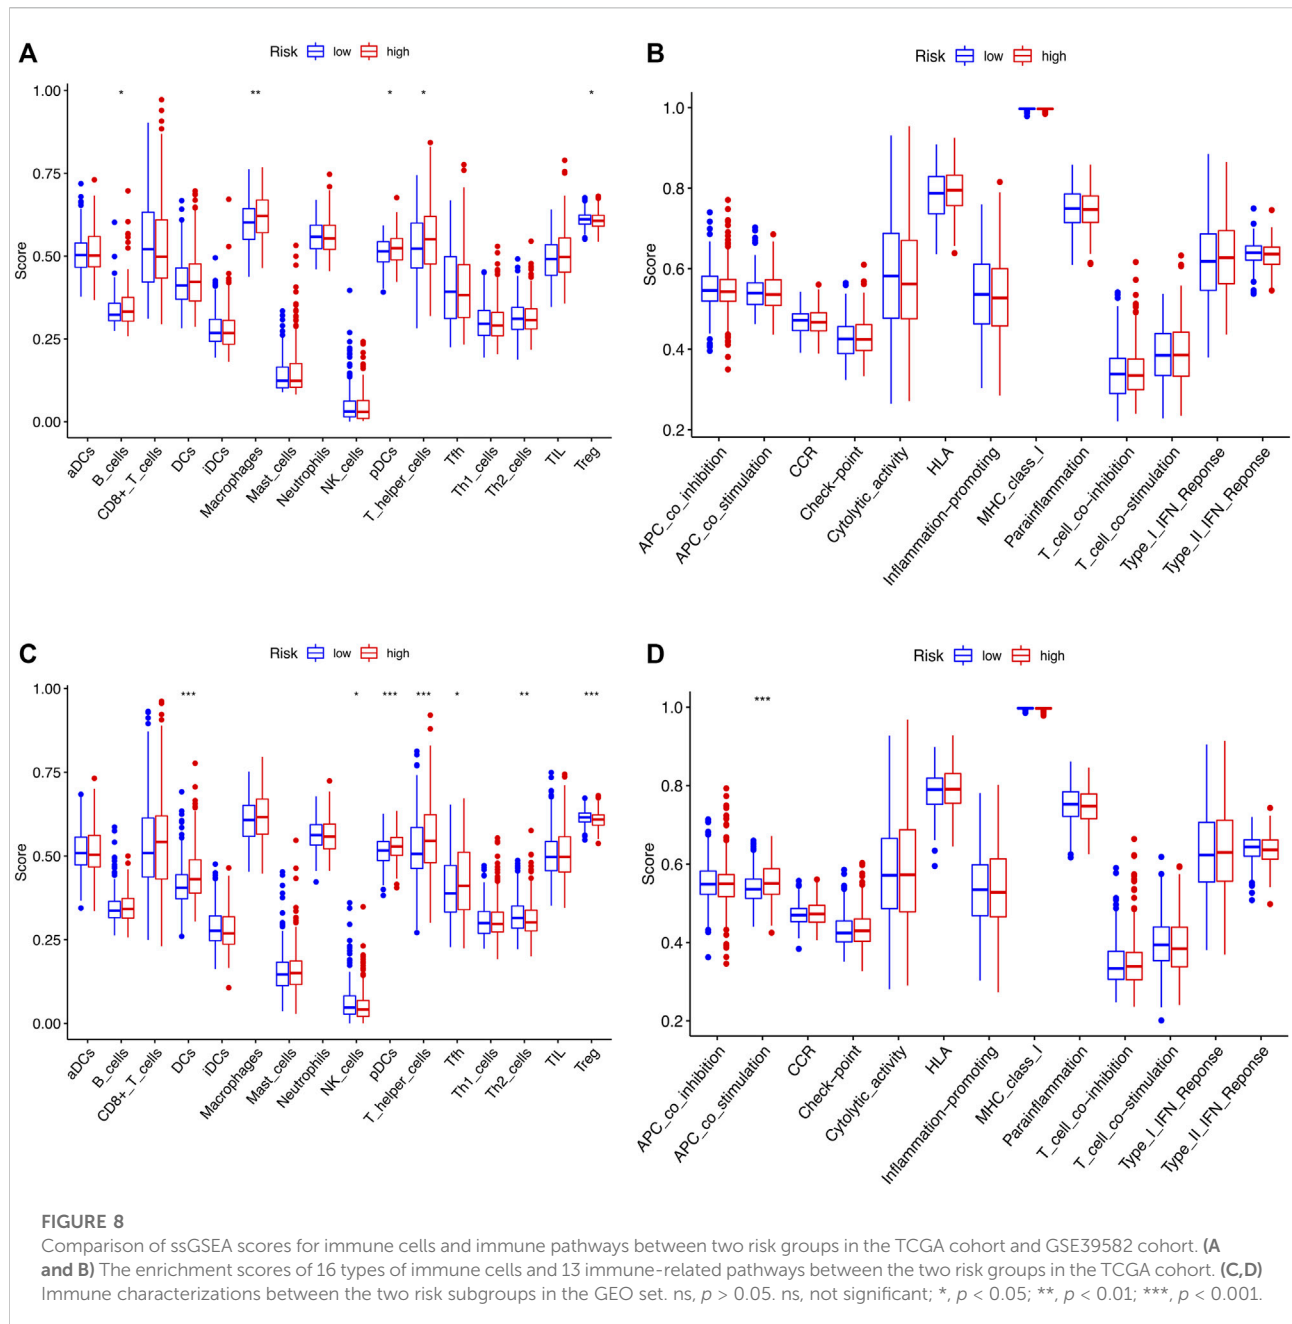 A
Risk low high
* ** * * *
1.00
0.75
0.50
0.25
0.00
Score
aDCs
B_cells
CD8+_T_cells
DCs
iDCs
Macrophages
Mast_cells
Neutrophils
NK_cells
pDCs
T_helper_cells
Tfh
Th1_cells
Th2_cells
TIL
Treg
B
Risk low high
1.0
0.8
0.6
0.4
0.2
Score
APC_co_inhibition
APC_co_stimulation
CCR
Check−point
Cytolytic_activity
HLA
Inflammation−promoting
MHC_class_I
Parainflammation
T_cell_co−inhibition
T_cell_co−stimulation
Type_I_IFN_Reponse
Type_II_IFN_Reponse
C
Risk low high
*** * *** *** * ** ***
1.00
0.75
0.50
0.25
0.00
Score
aDCs
B_cells
CD8+_T_cells
DCs
iDCs
Macrophages
Mast_cells
Neutrophils
NK_cells
pDCs
T_helper_cells
Tfh
Th1_cells
Th2_cells
TIL
Treg
D
Risk low high
***
1.0
0.8
0.6
0.4
0.2
Score
APC_co_inhibition
APC_co_stimulation
CCR
Check−point
Cytolytic_activity
HLA
Inflammation−promoting
MHC_class_I
Parainflammation
T_cell_co−inhibition
T_cell_co−stimulation
Type_I_IFN_Reponse
Type_II_IFN_Reponse
FIGURE 8
Comparison of ssGSEA scores for immune cells and immune pathways between two risk groups in the TCGA cohort and GSE39582 cohort. (A
and B) The enrichment scores of 16 types of immune cells and 13 immune-related pathways between the two risk groups in the TCGA cohort. (C,D)
Immune characterizations between the two risk subgroups in the GEO set. ns, p > 0.05. ns, not significant; *, p < 0.05; **, p < 0.01; ***, p < 0.001.